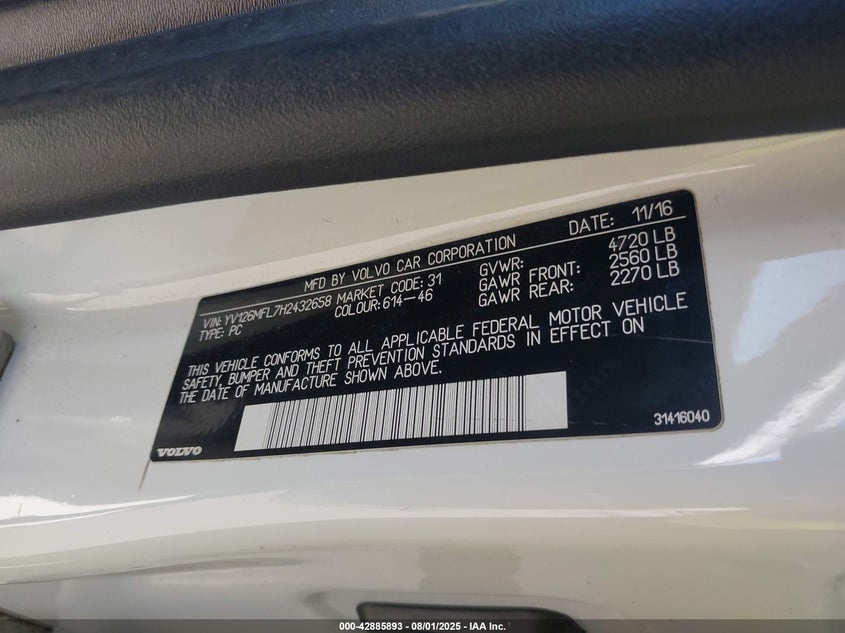 MFD BY VOLVO CAR CORPORATION DATE: 11/16
VIN: YV126MFL7H2432658 MARKET CODE: 31 GVWR: 4720 LB
TYPE: PC COLOUR: 614-46 GAWR FRONT: 2560 LB
GAWR REAR: 2270 LB
THIS VEHICLE CONFORMS TO ALL APPLICABLE FEDERAL MOTOR VEHICLE
SAFETY, BUMPER AND THEFT PREVENTION STANDARDS IN EFFECT ON
THE DATE OF MANUFACTURE SHOWN ABOVE.
VOLVO 31416040
000-42885893 - 08/01/2025 - IAA Inc.